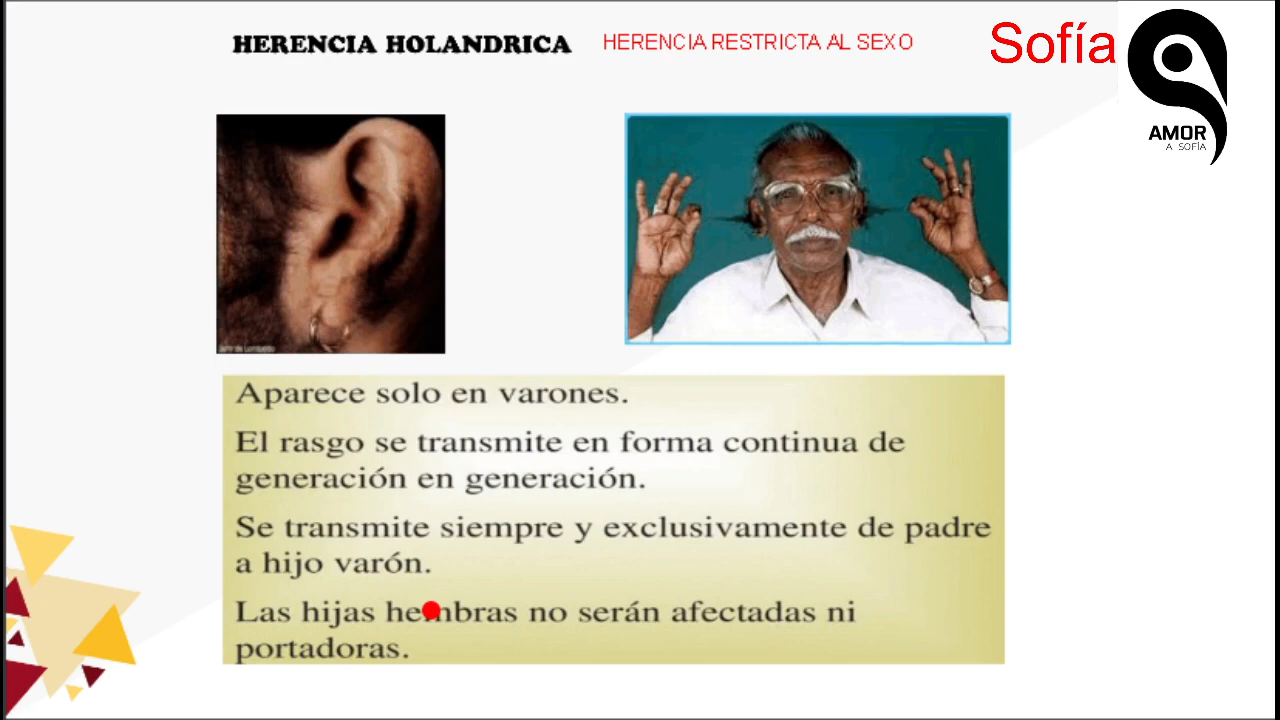 HERENCIA HOLANDRICA
HERENCIA RESTRICTA AL SEXO
Sofía
AMOR
A SOFÍA
Aparece solo en varones.
El rasgo se transmite en forma continua de
generación en generación.
Se transmite siempre y exclusivamente de padre
a hijo varón.
Las hijas hembras no serán afectadas ni
portadoras.